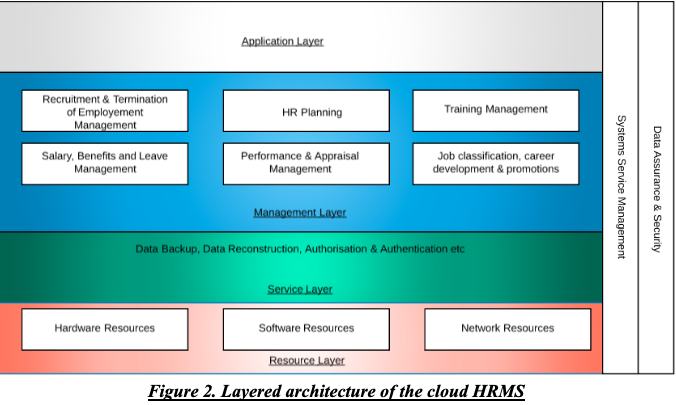 Application Layer
Recruitment & Termination
of Employement
Management
HR Planning
Training Management
Salary, Benefits and Leave
Management
Performance & Appraisal
Management
Job classification, career
development & promotions
Management Layer
Data Backup, Data Reconstruction, Authorisation & Authentication etc
Service Layer
Hardware Resources
Software Resources
Network Resources
Resource Layer
Systems Service Management
Data Assurance & Security
Figure 2. Layered architecture of the cloud HRMS